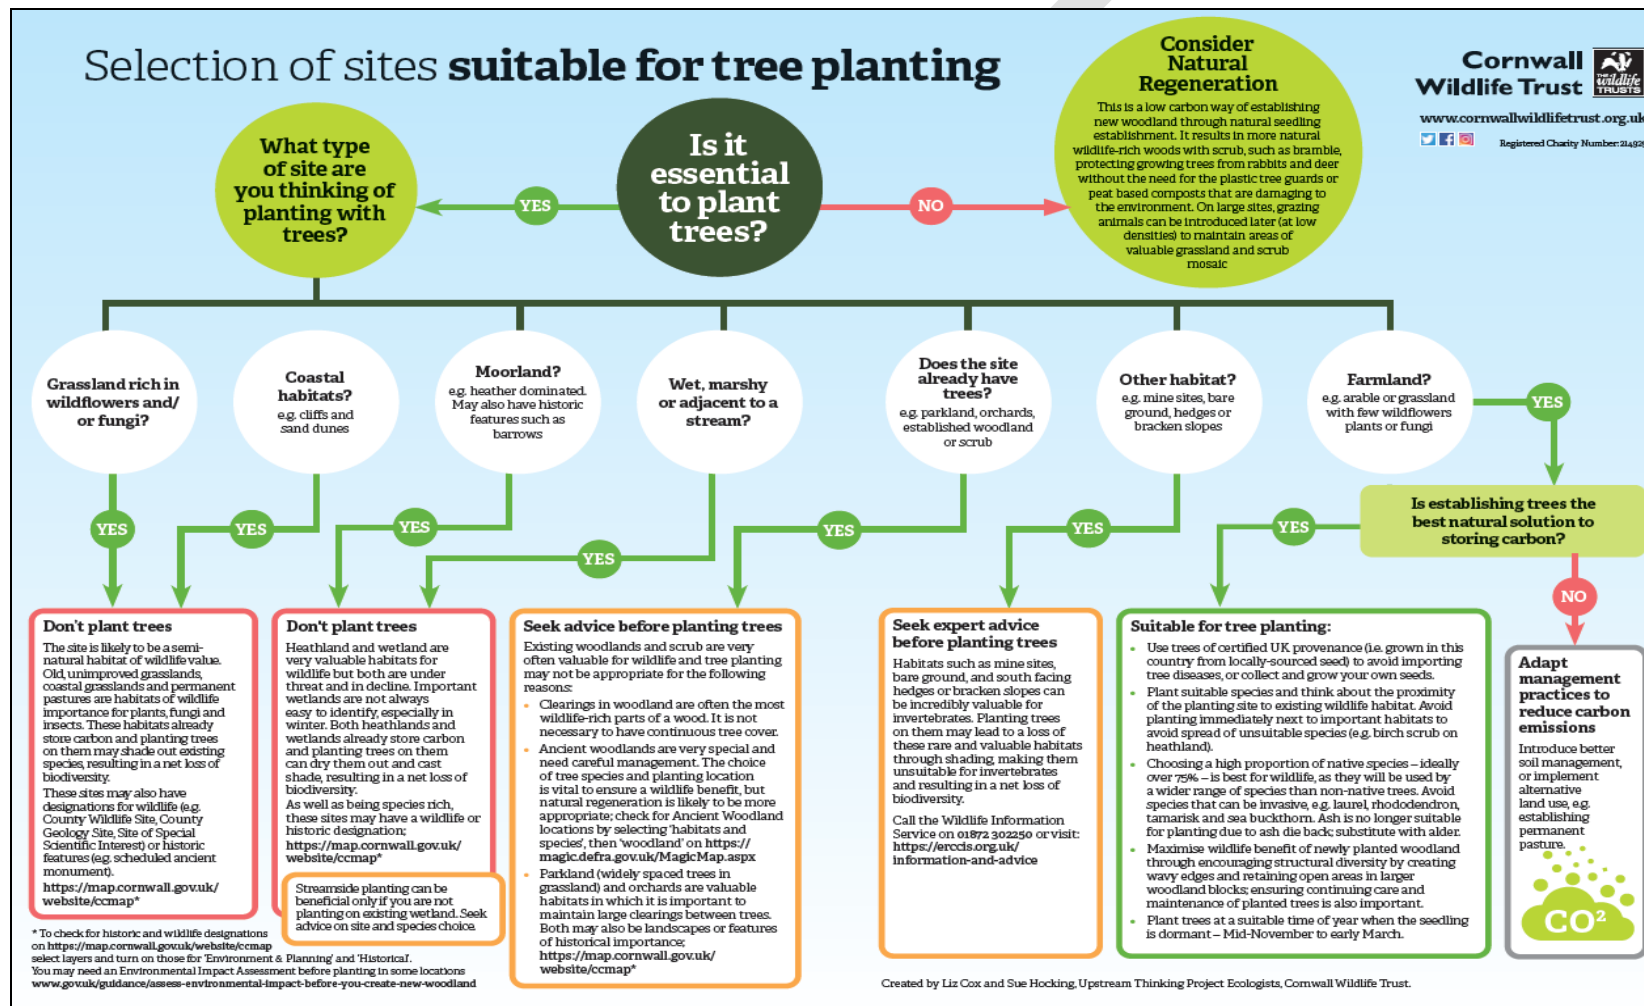 Selection of sites suitable for tree planting
Cornwall
Wildlife Trust
THE
wildlife
TRUSTS
www.cornwallwildlifetrust.org.uk
Registered Charity Number:
Is it
essential
to plant
trees?
YES
NO
What type
of site are
you thinking of
planting with
trees?
Consider
Natural
Regeneration
This is a low carbon way of establishing
new woodland through natural seedling
establishment. It results in more natural
wildlife-rich woods with scrub, such as bramble,
protecting growing trees from rabbits and deer
without the need for the plastic tree guards or
peat based composts that are damaging to
the environment. On large sites, grazing
animals can be introduced later (at low
densities) to maintain areas of
valuable grassland and scrub
mosaic
Grassland rich in
wildflowers and/
or fungi?
Coastal
habitats?
e.g. cliffs and
sand dunes
Moorland?
e.g. heather dominated.
May also have historic
features such as
barrows
Wet, marshy
or adjacent to a
stream?
Does the site
already have
trees?
e.g. parkland, orchards,
established woodland
or scrub
Other habitat?
e.g. mine sites, bare
ground, hedges or
bracken slopes
Farmland?
e.g. arable or grassland
with few wildflowers
plants or fungi
YES
YES
YES
YES
YES
YES
YES
Is establishing trees the
best natural solution to
storing carbon?
YES
NO
Don't plant trees
The site is likely to be a semi-
natural habitat of wildlife value.
Old, unimproved grasslands,
coastal grasslands and permanent
pastures are habitats of wildlife
importance for plants, fungi and
insects. These habitats already
store carbon and planting trees
on them may shade out existing
species, resulting in a net loss of
biodiversity.
These sites may also have
designations for wildlife (e.g.
County Wildlife Site, County
Geology Site, Site of Special
Scientific Interest) or historic
features (eg. scheduled ancient
monument).
https://map.cornwall.gov.uk/
website/ccmap*
Don't plant trees
Heathland and wetland are
very valuable habitats for
wildlife but both are under
threat and in decline. Important
wetlands are not always
easy to identify, especially in
winter. Both heathlands and
wetlands already store carbon
and planting trees on them
can dry them out and cast
shade, resulting in a net loss of
biodiversity.
As well as being species rich,
these sites may have a wildlife or
historic designation;
https://map.cornwall.gov.uk/
website/ccmap*
Streamside planting can be
beneficial only if you are not
planting on existing wetland. Seek
advice on site and species choice.
Seek advice before planting trees
Existing woodlands and scrub are very
often valuable for wildlife and tree planting
may not be appropriate for the following
reasons:
• Clearings in woodland are often the most
wildlife-rich parts of a wood. It is not
necessary to have continuous tree cover.
• Ancient woodlands are very special and
need careful management. The choice
of tree species and planting location
is vital to ensure a wildlife benefit, but
natural regeneration is likely to be more
appropriate; check for Ancient Woodland
locations by selecting 'habitats and
species', then 'woodland' on https://
magic.defra.gov.uk/MagicMap.aspx
• Parkland (widely spaced trees in
grassland) and orchards are valuable
habitats in which it is important to
maintain large clearings between trees.
Both may also be landscapes or features
of historical importance;
https://map.cornwall.gov.uk/
website/ccmap*
Seek expert advice
before planting trees
Habitats such as mine sites,
bare ground, and south facing
hedges or bracken slopes can
be incredibly valuable for
invertebrates. Planting trees
on them may lead to a loss of
these rare and valuable habitats
through shading, making them
unsuitable for invertebrates
and resulting in a net loss of
biodiversity.
Call the Wildlife Information
Service on 01872 302250 or visit:
https://erccis.org.uk/
information-and-advice
Suitable for tree planting:
• Use trees of certified UK provenance (i.e. grown in this
country from locally-sourced seed) to avoid importing
tree diseases, or collect and grow your own seeds.
• Plant suitable species and think about the proximity
of the planting site to existing wildlife habitat. Avoid
planting immediately next to important habitats to
avoid spread of unsuitable species (e.g. birch scrub on
heathland).
• Choosing a high proportion of native species – ideally
over 75% – is best for wildlife, as they will be used by
a wider range of species than non-native trees. Avoid
species that can be invasive, e.g. laurel, rhododendron,
tamarisk and sea buckthorn. Ash is no longer suitable
for planting due to ash die back; substitute with alder.
• Maximise wildlife benefit of newly planted woodland
through encouraging structural diversity by creating
wavy edges and retaining open areas in larger
woodland blocks; ensuring continuing care and
maintenance of planted trees is also important.
• Plant trees at a suitable time of year when the seedling
is dormant – Mid-November to early March.
Adapt
management
practices to
reduce carbon
emissions
Introduce better
soil management,
or implement
alternative
land use, e.g.
establishing
permanent
pasture.
CO²
* To check for historic and wildlife designations
on https://map.cornwall.gov.uk/website/ccmap
select layers and turn on those for 'Environment & Planning' and 'Historical'.
You may need an Environmental Impact Assessment before planting in some locations
www.gov.uk/guidance/assess-environmental-impact-before-you-create-new-woodland
Created by Liz Cox and Sue Hocking, Upstream Thinking Project Ecologists, Cornwall Wildlife Trust.